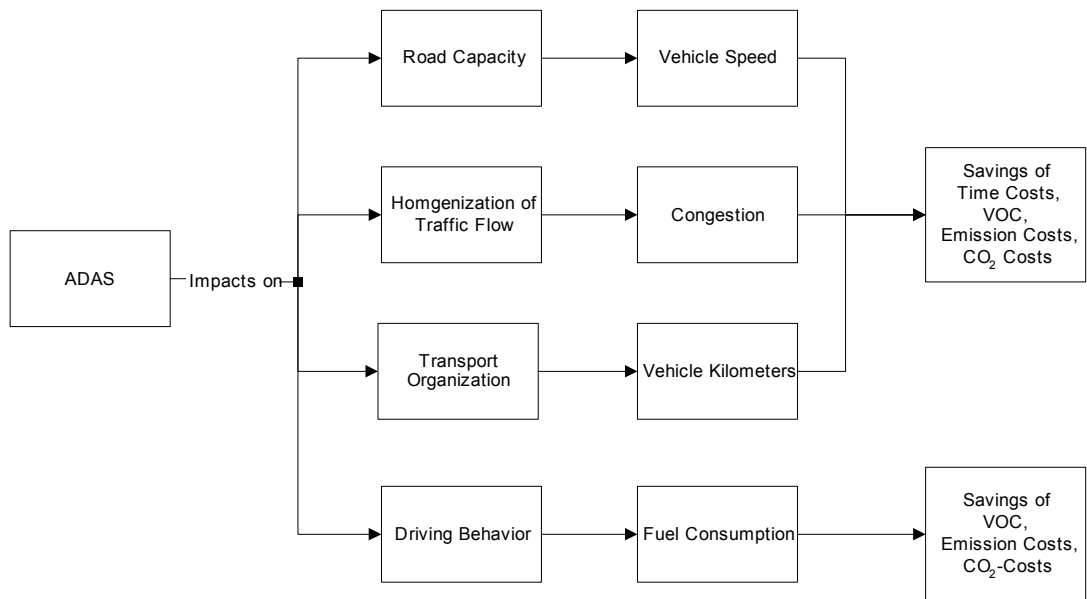 Road Capacity
Vehicle Speed
Homgenization of
Traffic Flow
Congestion
Savings of
Time Costs,
VOC,
Emission Costs,
CO₂ Costs
ADAS
Impacts on
Transport
Organization
Vehicle Kilometers
Driving Behavior
Fuel Consumption
Savings of
VOC,
Emission Costs,
CO₂-Costs